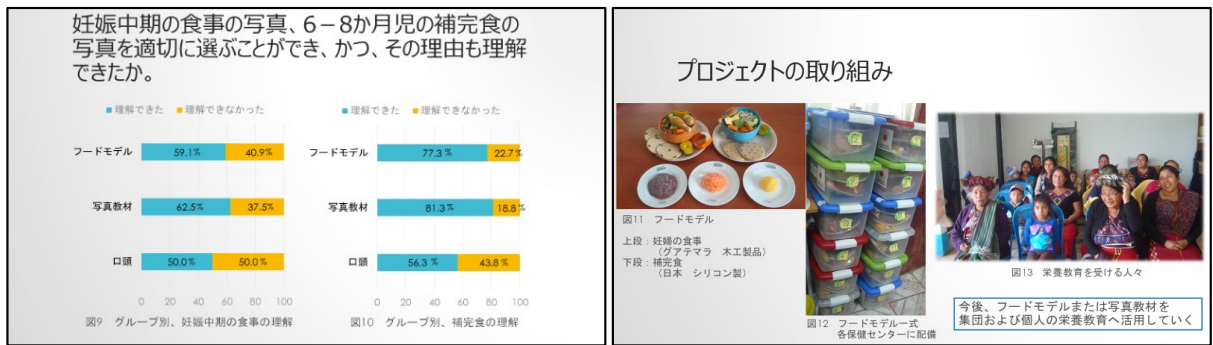 妊娠中期の食事の写真、6－8か月児の補完食の
写真を適切に選ぶことができ、かつ、その理由も理解
できたか。
理解できた 理解できなかった
フードモデル 59.1% 40.9%
写真教材 62.5% 37.5%
口頭 50.0% 50.0%
0 20 40 60 80 100
図9 グループ別、妊娠中期の食事の理解
理解できた 理解できなかった
フードモデル 77.3 % 22.7 %
写真教材 81.3 % 18.8 %
口頭 56.3 % 43.8 %
0 20 40 60 80 100
図10 グループ別、補完食の理解
プロジェクトの取り組み
図11 フードモデル
上段：妊婦の食事
（グアテマラ 木工製品）
下段：補完食
（日本 シリコン製）
図12 フードモデル一式
各保健センターに配備
図13 栄養教育を受ける人々
今後、フードモデルまたは写真教材を
集団および個人の栄養教育へ活用していく